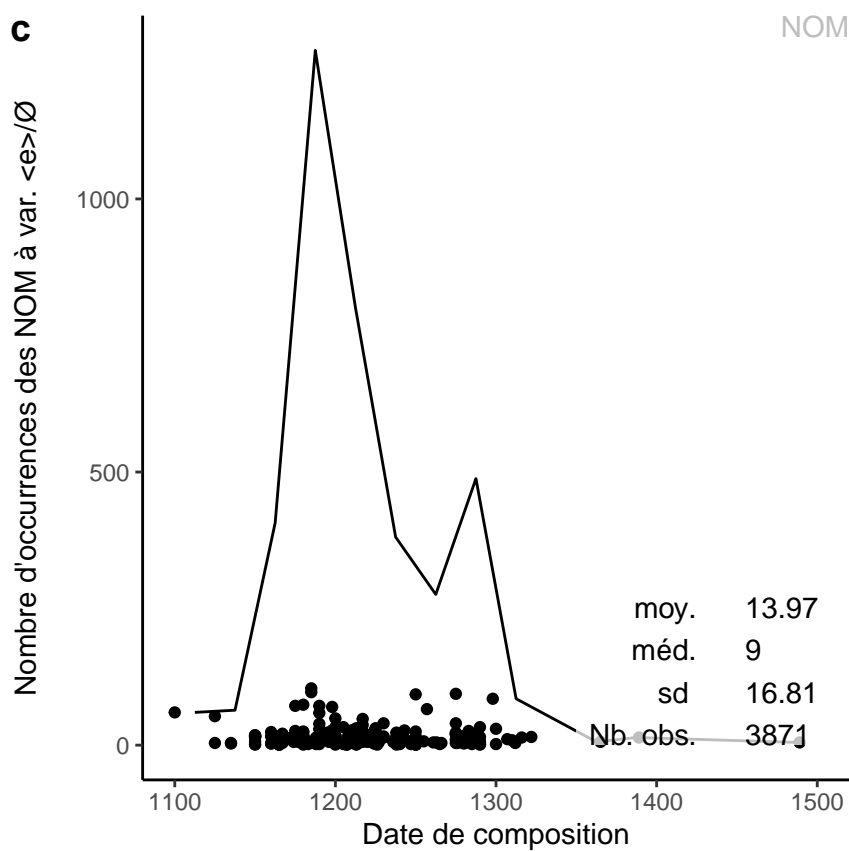 c
NOM
Nombre d'occurrences des NOM à var. <e>/Ø
1000
500
0
moy. 13.97
méd. 9
sd 16.81
Nb. obs. 3871
1100 1200 1300 1400 1500
Date de composition